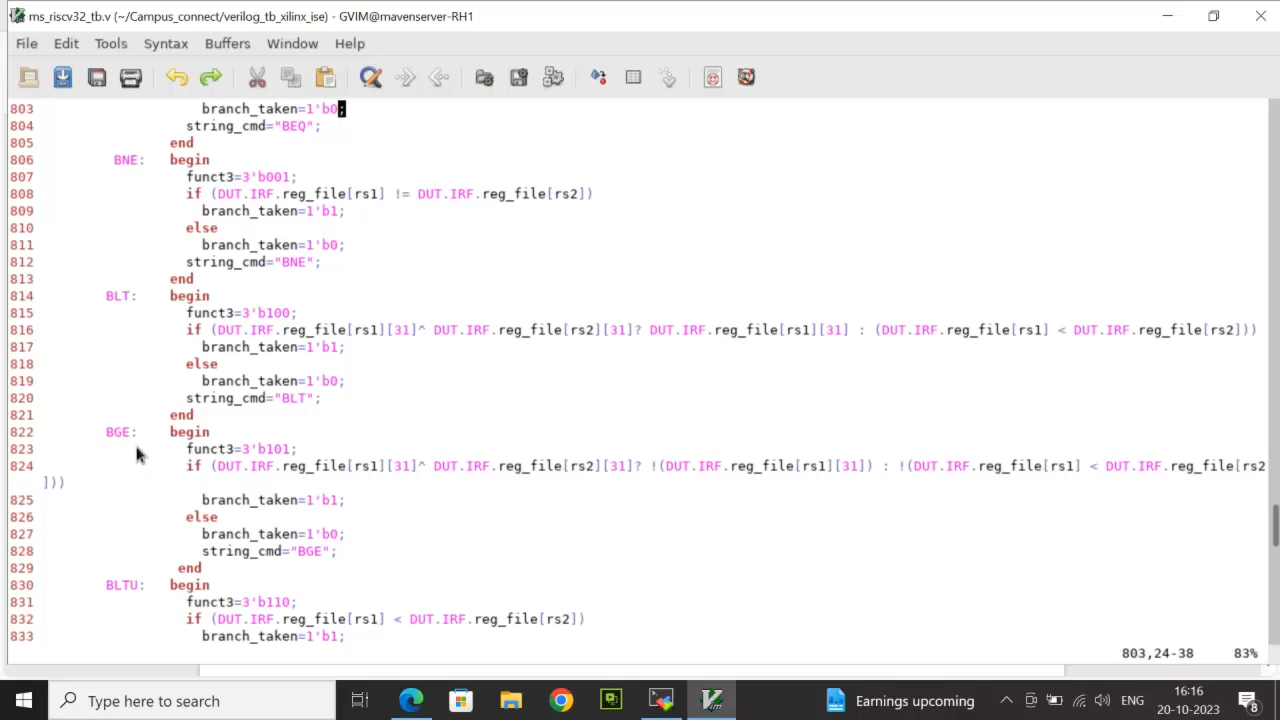 ms_riscv32_tb.v (~/Campus_connect/verilog_tb_xilinx_ise) - GVIM@mavenserver-RH1
File Edit Tools Syntax Buffers Window Help
803 branch_taken=1'b0;
804 string_cmd="BEQ";
805 end
806 BNE: begin
807 funct3=3'b001;
808 if (DUT.IRF.reg_file[rs1] != DUT.IRF.reg_file[rs2])
809 branch_taken=1'b1;
810 else
811 branch_taken=1'b0;
812 string_cmd="BNE";
813 end
814 BLT: begin
815 funct3=3'b100;
816 if (DUT.IRF.reg_file[rs1][31]^ DUT.IRF.reg_file[rs2][31]? DUT.IRF.reg_file[rs1][31] : (DUT.IRF.reg_file[rs1] < DUT.IRF.reg_file[rs2]))
817 branch_taken=1'b1;
818 else
819 branch_taken=1'b0;
820 string_cmd="BLT";
821 end
822 BGE: begin
823 funct3=3'b101;
824 if (DUT.IRF.reg_file[rs1][31]^ DUT.IRF.reg_file[rs2][31]? !(DUT.IRF.reg_file[rs1][31]) : !(DUT.IRF.reg_file[rs1] < DUT.IRF.reg_file[rs2
]))
825 branch_taken=1'b1;
826 else
827 branch_taken=1'b0;
828 string_cmd="BGE";
829 end
830 BLTU: begin
831 funct3=3'b110;
832 if (DUT.IRF.reg_file[rs1] < DUT.IRF.reg_file[rs2])
833 branch_taken=1'b1;
803,24-38 83%
Type here to search
Earnings upcoming
ENG
16:16
20-10-2023
8